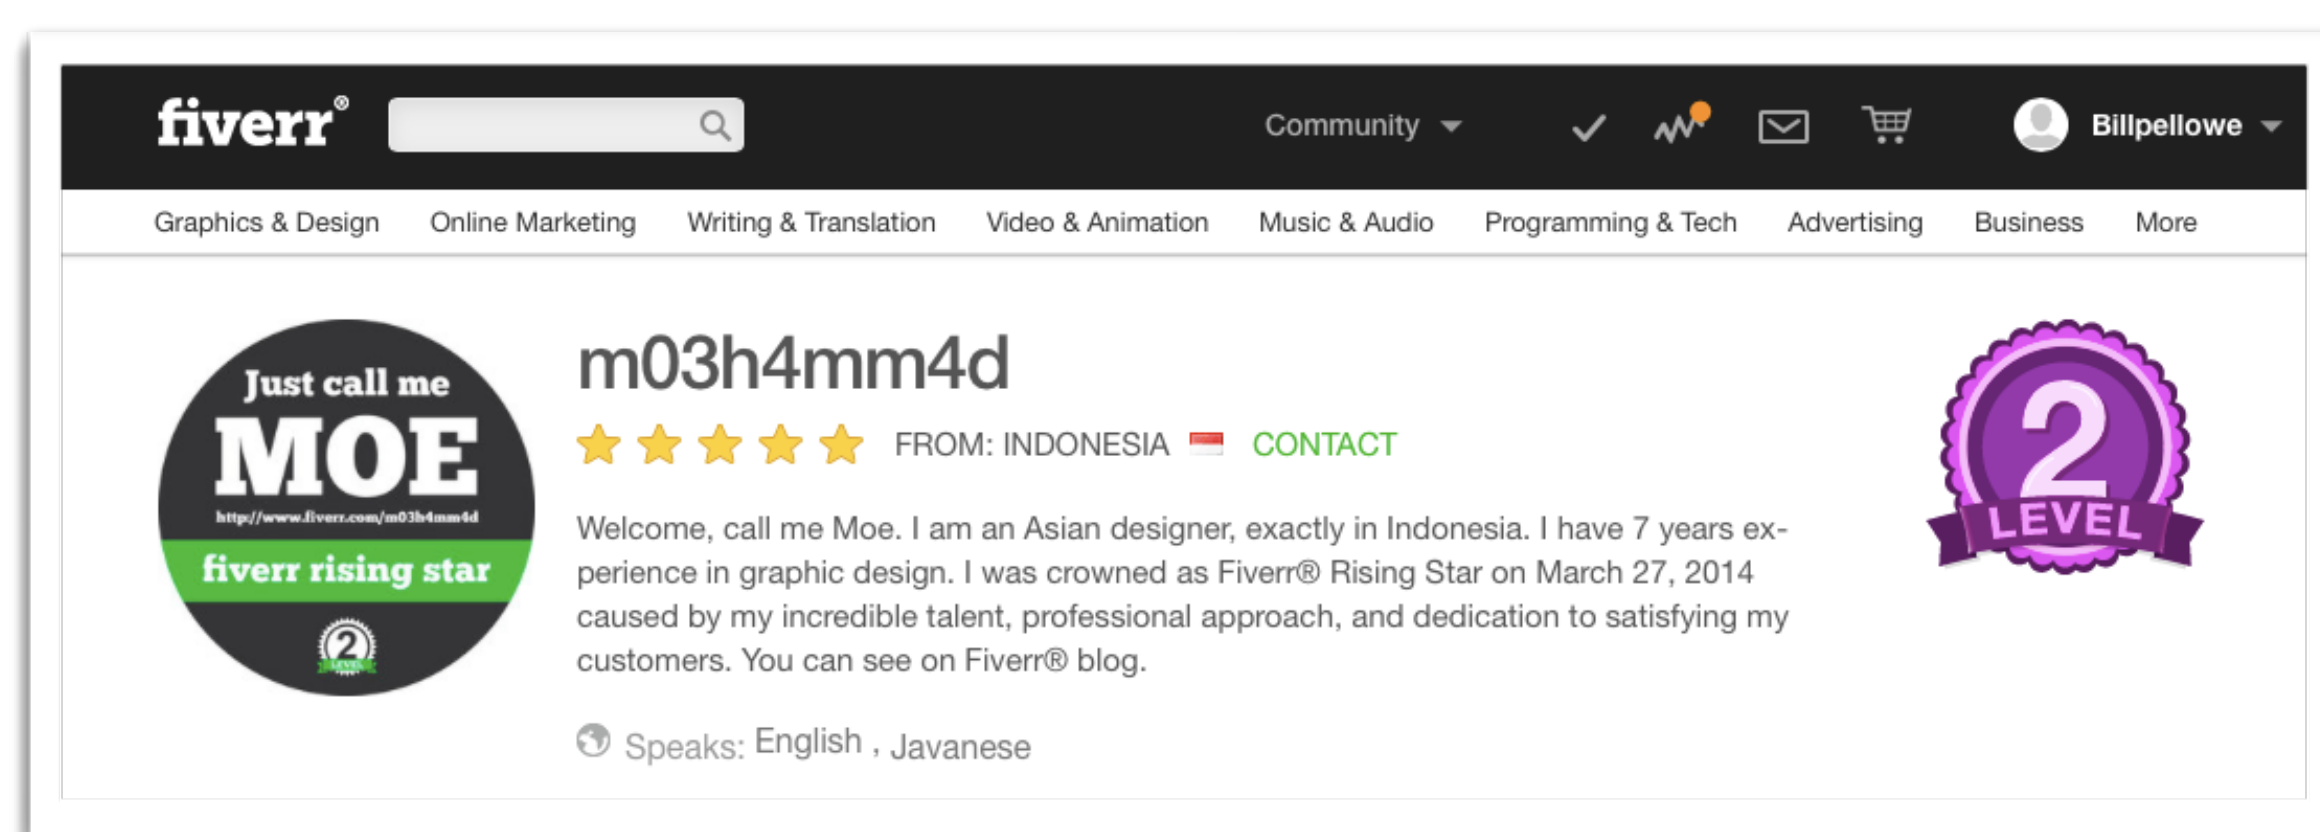 fiverr®
Community
Billpellowe
Graphics & Design Online Marketing Writing & Translation Video & Animation Music & Audio Programming & Tech Advertising Business More
Just call me
MOE
http://www.fiverr.com/m03h4mm4d
fiverr rising star
2
LEVEL
m03h4mm4d
FROM: INDONESIA CONTACT
Welcome, call me Moe. I am an Asian designer, exactly in Indonesia. I have 7 years ex-
perience in graphic design. I was crowned as Fiverr® Rising Star on March 27, 2014
caused by my incredible talent, professional approach, and dedication to satisfying my
customers. You can see on Fiverr® blog.
Speaks: English , Javanese
2
LEVEL